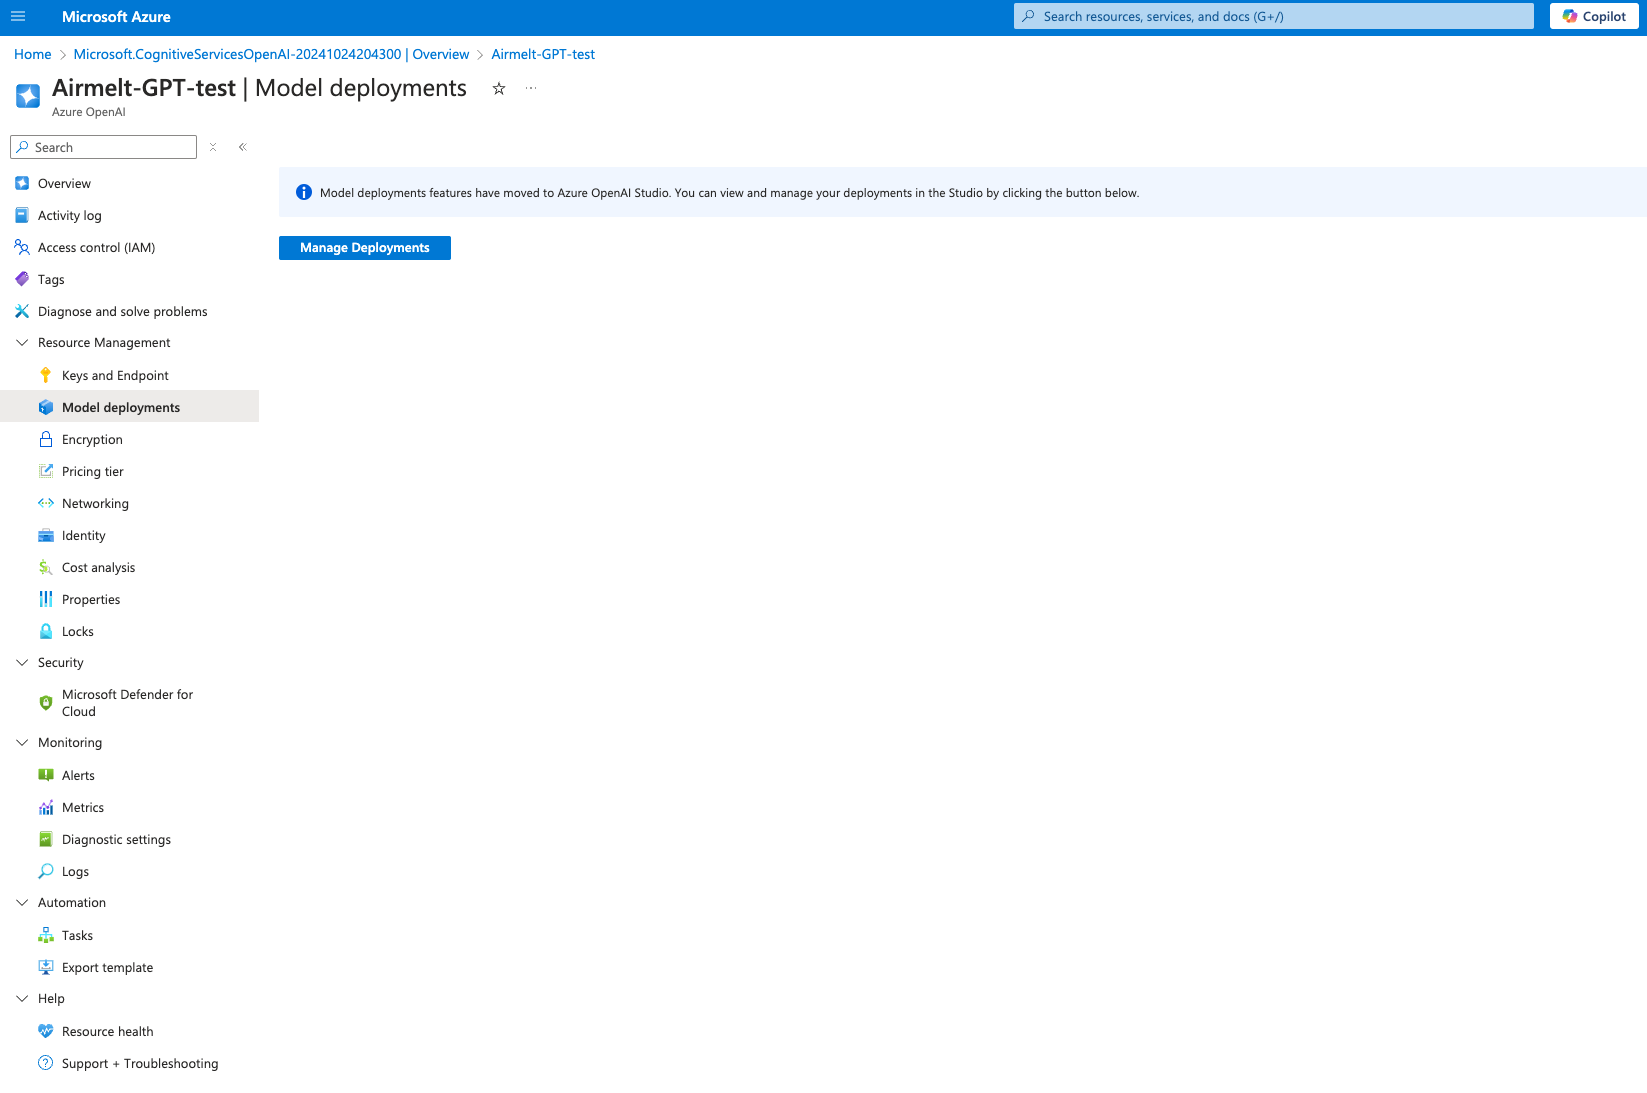 Microsoft Azure
Search resources, services, and docs (G+/)
Copilot
Home > Microsoft.CognitiveServicesOpenAI-20241024204300 | Overview > Airmelt-GPT-test
Airmelt-GPT-test | Model deployments
Azure OpenAI
Search
Model deployments features have moved to Azure OpenAI Studio. You can view and manage your deployments in the Studio by clicking the button below.
Manage Deployments
Overview
Activity log
Access control (IAM)
Tags
Diagnose and solve problems
Resource Management
Keys and Endpoint
Model deployments
Encryption
Pricing tier
Networking
Identity
Cost analysis
Properties
Locks
Security
Microsoft Defender for
Cloud
Monitoring
Alerts
Metrics
Diagnostic settings
Logs
Automation
Tasks
Export template
Help
Resource health
Support + Troubleshooting